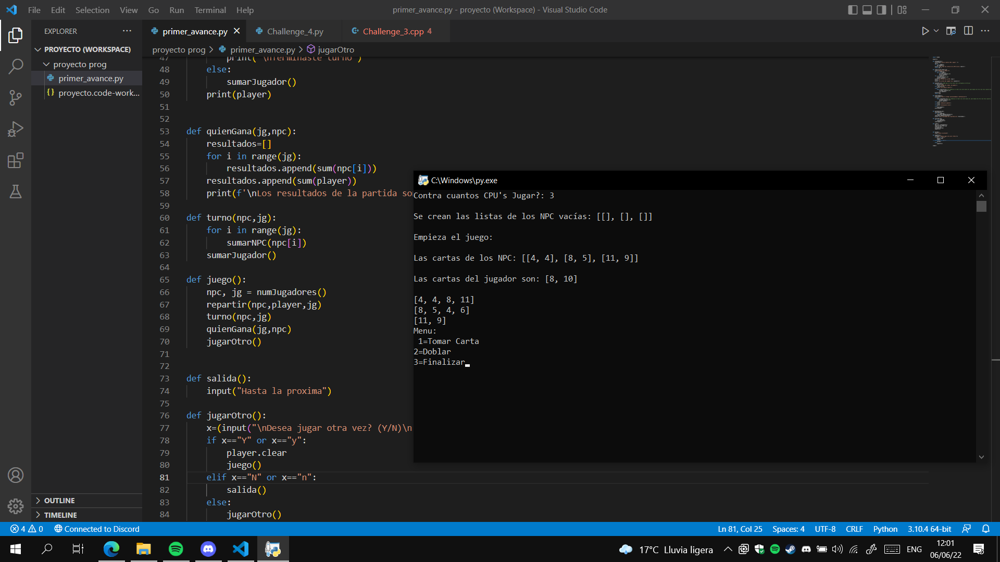 File Edit Selection View Go Run Terminal Help
primer_avance.py - proyecto (Workspace) - Visual Studio Code
EXPLORER
PROYECTO (WORKSPACE)
proyecto prog
primer_avance.py
proyecto.code-work...
OUTLINE
TIMELINE
primer_avance.py
Challenge_4.py
Challenge_3.cpp 4
proyecto prog > primer_avance.py > jugarOtro
47 print("\nTerminaste turno")
48 else:
49 sumarJugador()
50 print(player)
51
52
53 def quienGana(jg,npc):
54 resultados=[]
55 for i in range(jg):
56 resultados.append(sum(npc[i]))
57 resultados.append(sum(player))
58 print(f'\nLos resultados de la partida so
59
60 def turno(npc,jg):
61 for i in range(jg):
62 sumarNPC(npc[i])
63 sumarJugador()
64
65 def juego():
66 npc, jg = numJugadores()
67 repartir(npc,player,jg)
68 turno(npc,jg)
69 quienGana(jg,npc)
70 jugarOtro()
71
72
73 def salida():
74 input("Hasta la proxima")
75
76 def jugarOtro():
77 x=(input("\nDesea jugar otra vez? (Y/N)\n
78 if x=="Y" or x=="y":
79 player.clear
80 juego()
81 elif x=="N" or x=="n":
82 salida()
83 else:
84 jugarOtro()
C:\Windows\py.exe
Contra cuantos CPU's Jugar?: 3
Se crean las listas de los NPC vacías: [[], [], []]
Empieza el juego:
Las cartas de los NPC: [[4, 4], [8, 5], [11, 9]]
Las cartas del jugador son: [8, 10]
[4, 4, 8, 11]
[8, 5, 4, 6]
[11, 9]
Menu:
1=Tomar Carta
2=Doblar
3=Finalizar
4 0 Connected to Discord
Ln 81, Col 25 Spaces: 4 UTF-8 CRLF Python 3.10.4 64-bit
17°C Lluvia ligera
ENG
12:01
06/06/22